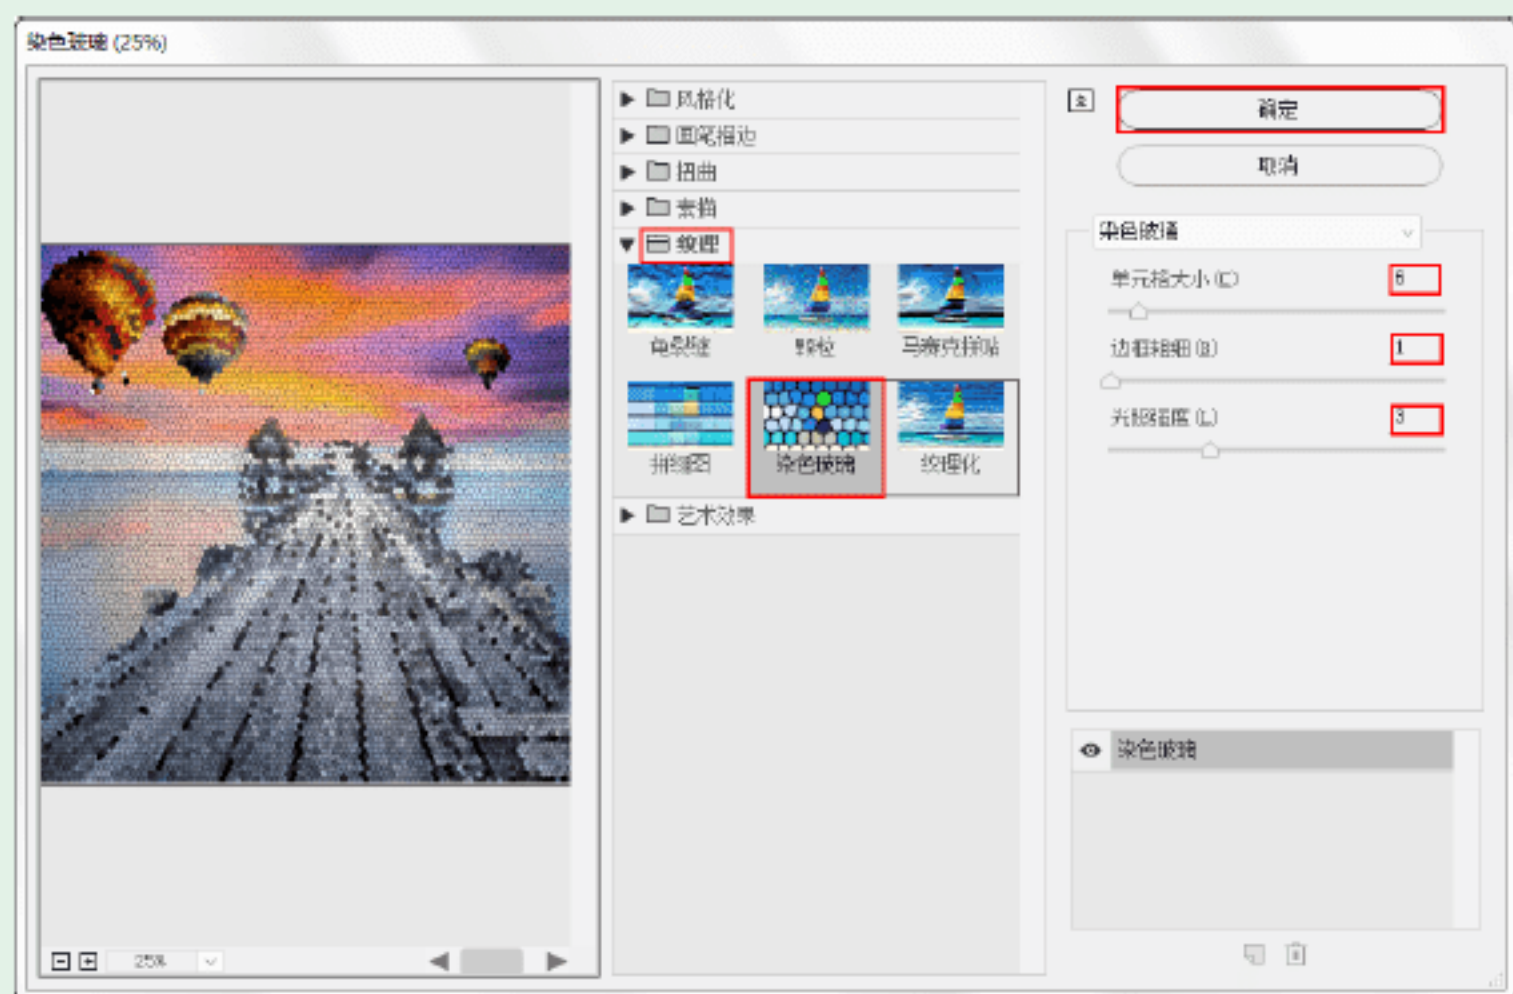 染色玻璃 (25%)
风格化
画笔描边
扭曲
素描
纹理
龟裂缝
颗粒
马赛克拼贴
拼缀图
染色玻璃
纹理化
艺术效果
25%
确定
取消
染色玻璃
单元格大小(C)
6
边框粗细(B)
1
光照强度(L)
3
染色玻璃